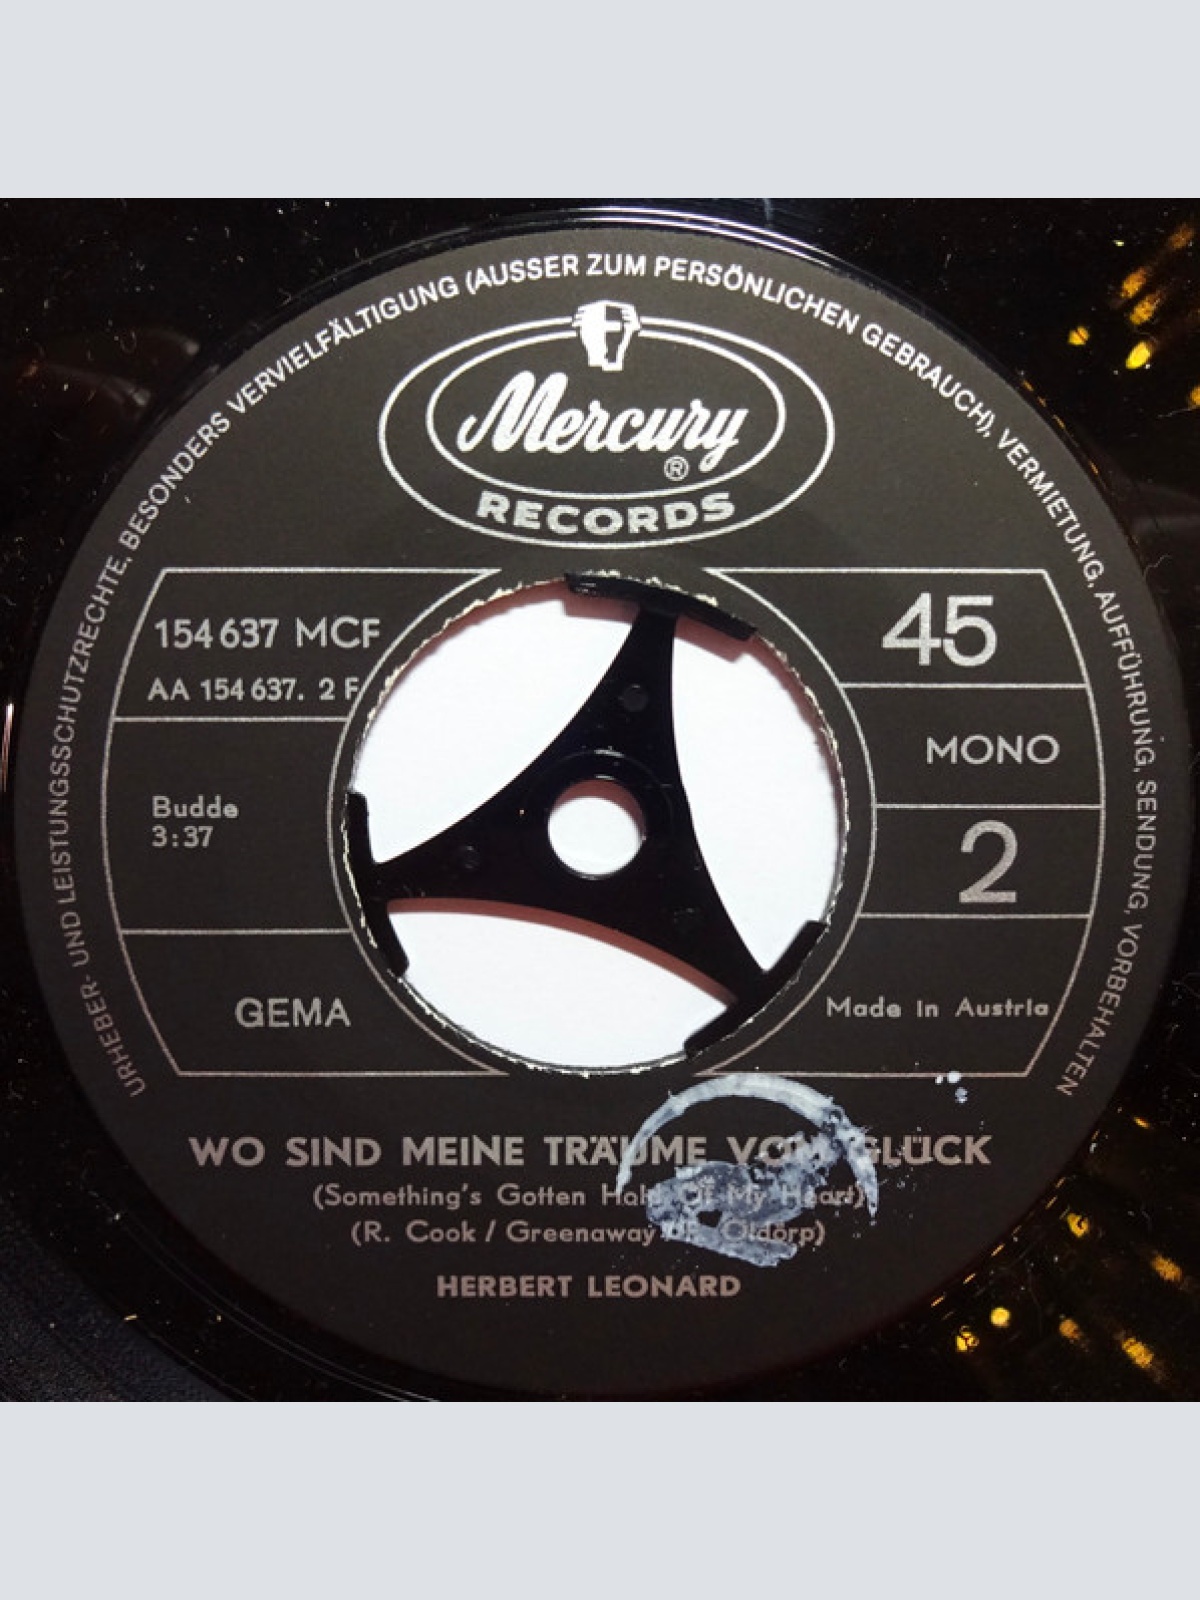 URHEBER- UND LEISTUNGSSCHUTZRECHTE, BESONDERS VERVIELFÄLTIGUNG (AUSSER ZUM PERSÖNLICHEN GEBRAUCH), VERMIETUNG, AUFFÜHRUNG, SENDUNG, VORBEHALTEN
Mercury
®
RECORDS
154 637 MCF
AA 154 637. 2 F
45
MONO
Budde
3:37
2
GEMA
Made in Austria
WO SIND MEINE TRÄUME VOM GLÜCK
(Something's Gotten Hold Of My Heart)
(R. Cook / Greenaway / Oldörp)
HERBERT LEONARD